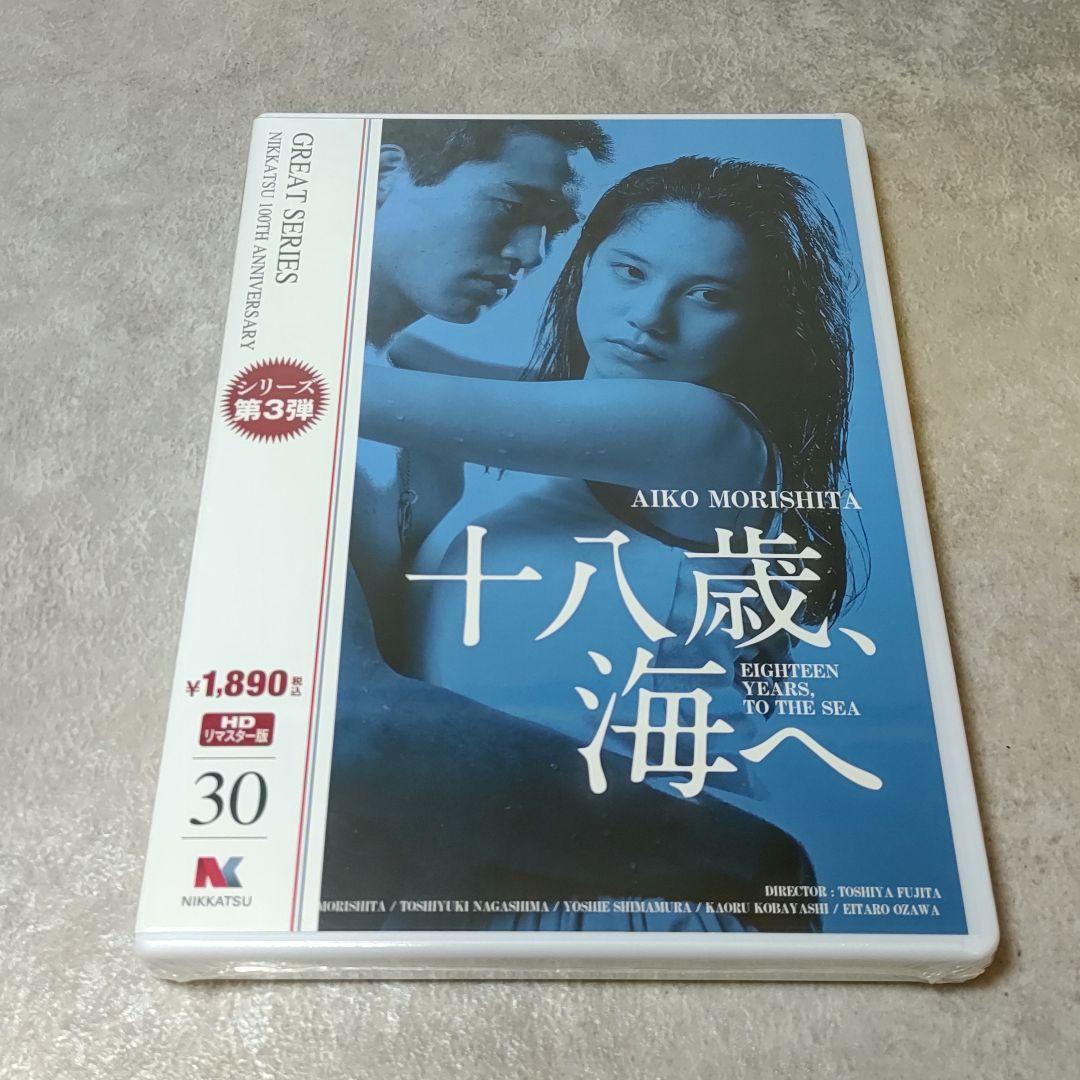 GREAT SERIES
NIKKATSU 100TH ANNIVERSARY
シリーズ
第3弾
¥1,890税込
HD
リマスター版
30
NIKKATSU
AIKO MORISHITA
十八歳、
海へ
EIGHTEEN
YEARS,
TO THE SEA
DIRECTOR : TOSHIYA FUJITA
MORISHITA / TOSHIYUKI NAGASHIMA / YOSHIE SHIMAMURA / KAORU KOBAYASHI / EITARO OZAWA